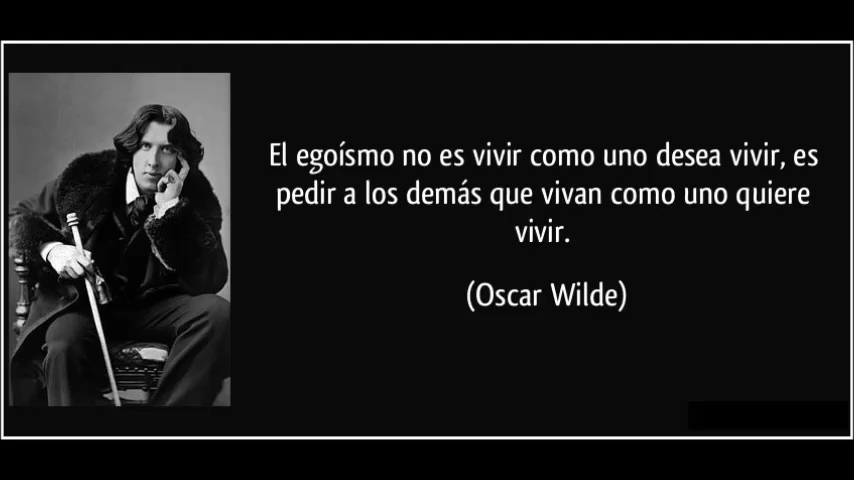 El egoísmo no es vivir como uno desea vivir, es
pedir a los demás que vivan como uno quiere
vivir.
(Oscar Wilde)